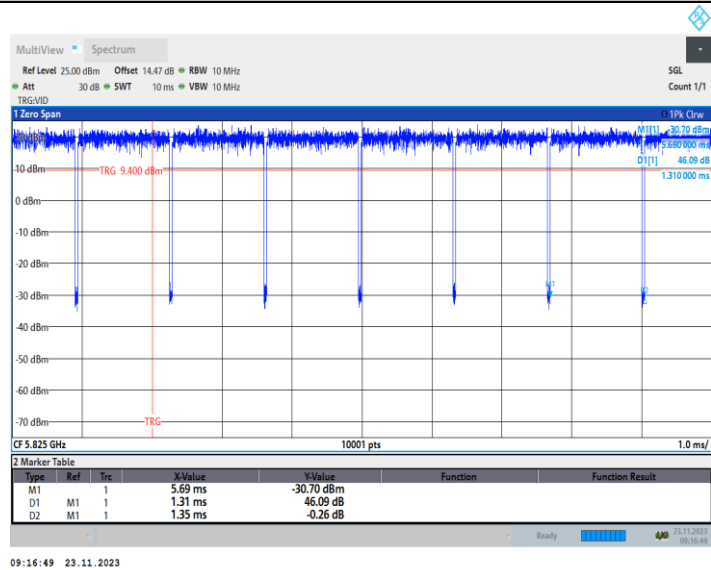 MultiView Spectrum
Ref Level 25.00 dBm Offset 14.47 dB RBW 10 MHz SGL
Att 30 dB SWT 10 ms VBW 10 MHz Count 1/1
TRG:VID
1 Zero Span 1Pk Clrw
M1[1] -30.70 dBm
20 dBm
5.690 000 ms
D1[1] 46.09 dB
10 dBm
TRG 9.400 dBm
1.310 000 ms
0 dBm
-10 dBm
-20 dBm
M1
-30 dBm
-40 dBm
-50 dBm
-60 dBm
-70 dBm
TRG
CF 5.825 GHz 10001 pts 1.0 ms/
2 Marker Table
Type Ref Trc X-Value Y-Value Function Function Result
M1 1 5.69 ms -30.70 dBm
D1 M1 1 1.31 ms 46.09 dB
D2 M1 1 1.35 ms -0.26 dB
Ready 23.11.2023
09:16:49
09:16:49 23.11.2023